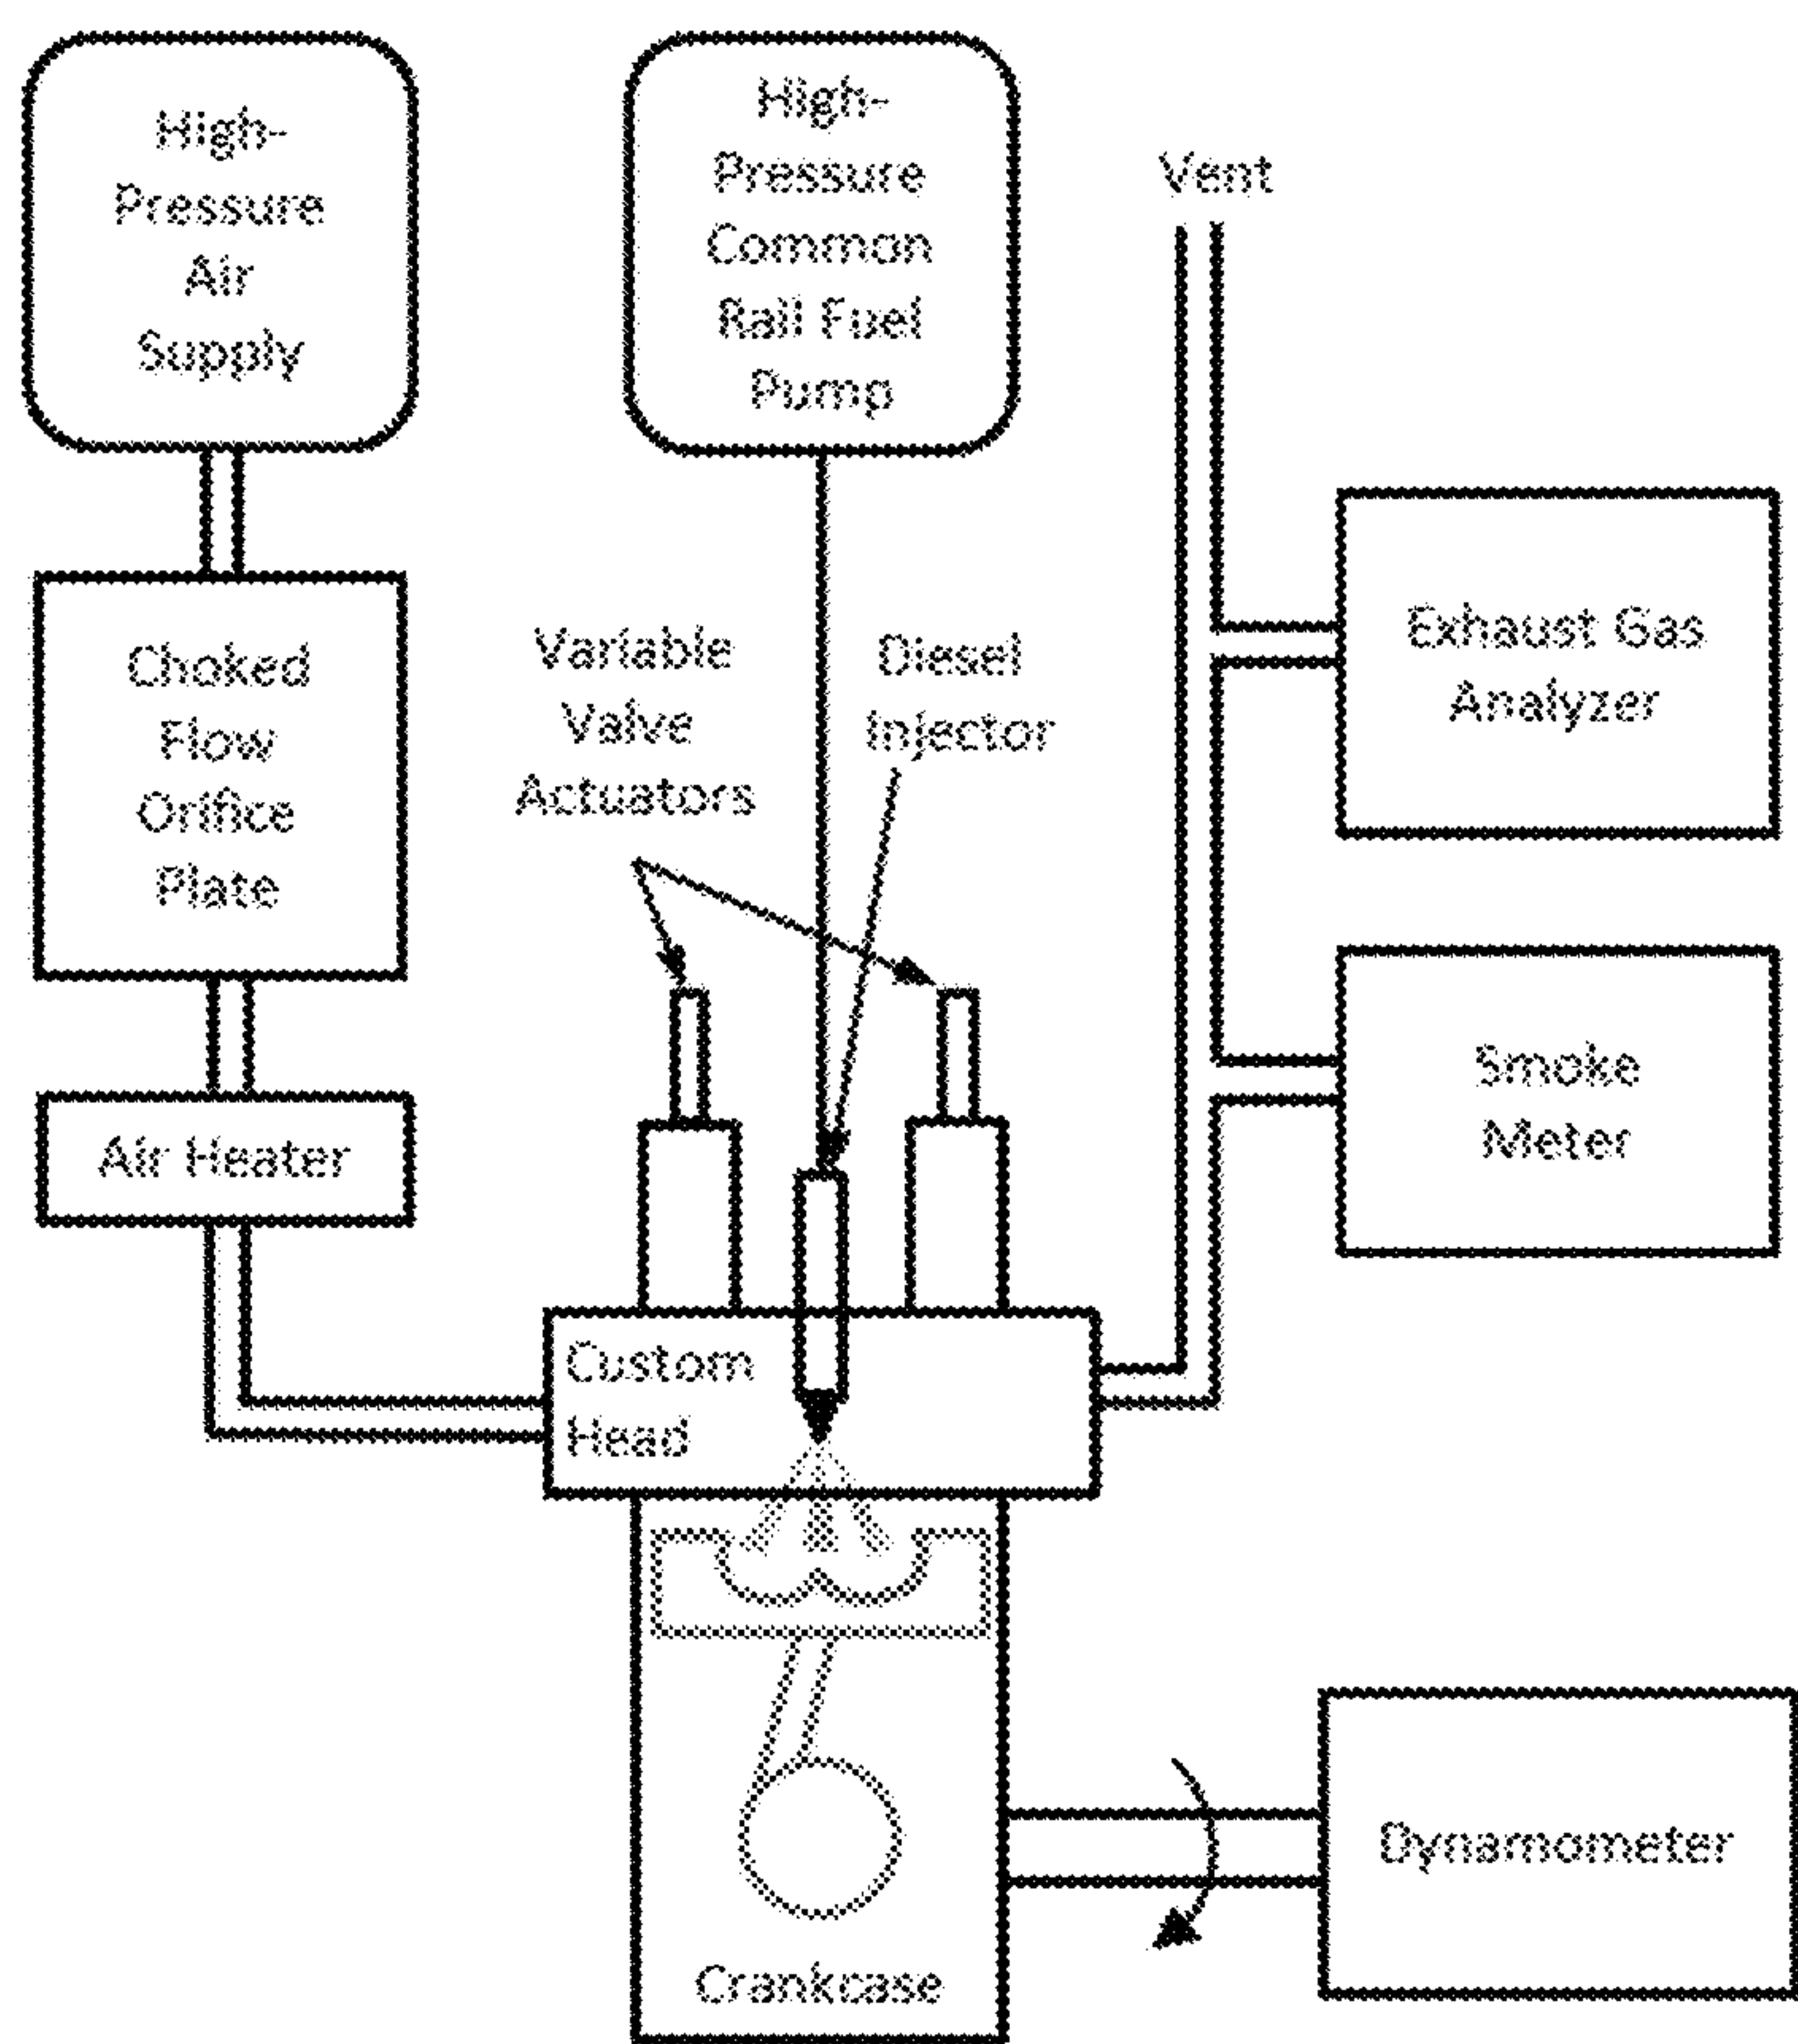 High-
Pressure
Air
Supply
High-
Pressure
Common
Rail Fuel
Pump
Vent
Choked
Flow
Orifice
Plate
Variable
Valve
Actuators
Diesel
Injector
Exhaust Gas
Analyzer
Air Heater
Smoke
Meter
Custom
Head
Crankcase
Dynamometer